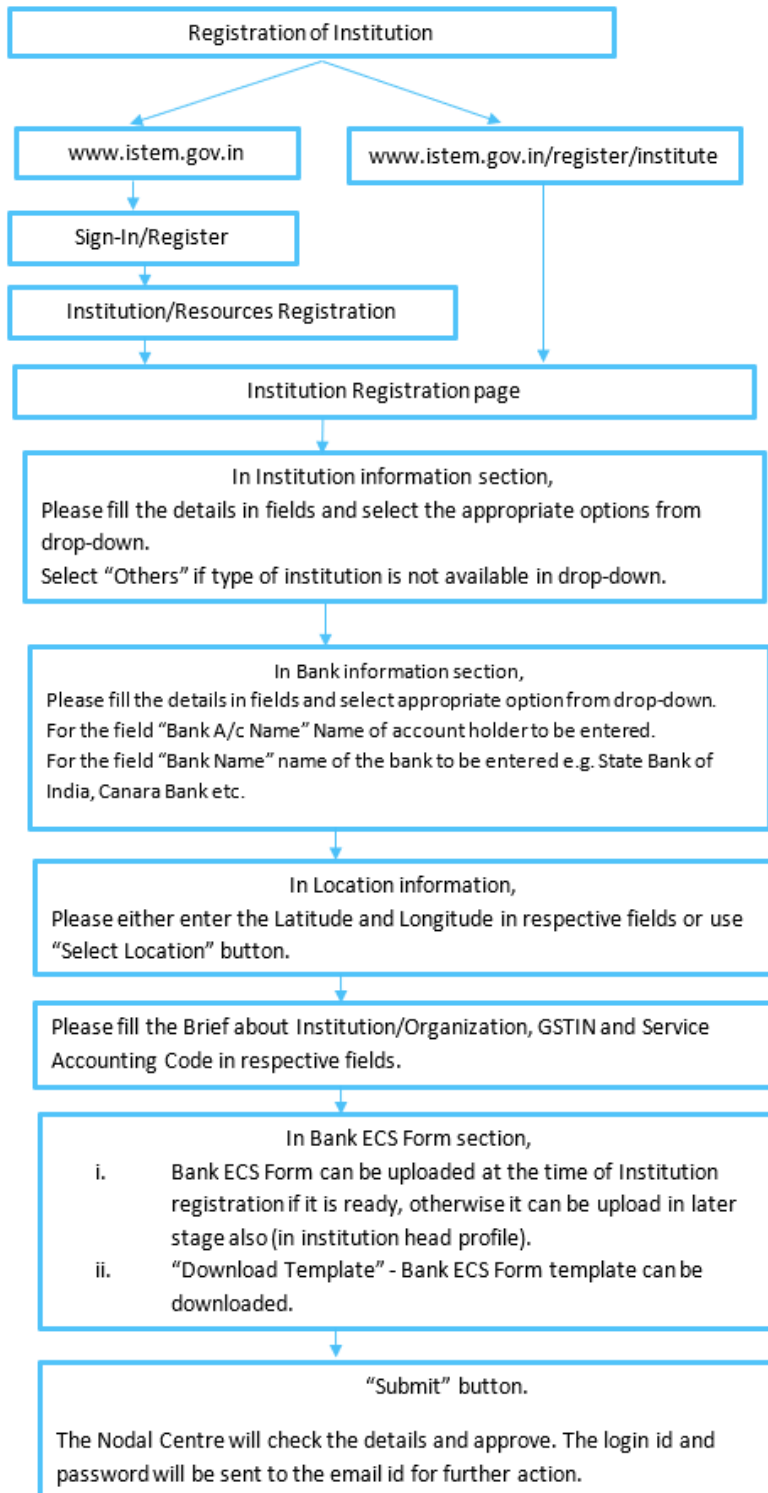 Registration of Institution
www.istem.gov.in
www.istem.gov.in/register/institute
Sign-In/Register
Institution/Resources Registration
Institution Registration page
In Institution information section,
Please fill the details in fields and select the appropriate options from
drop-down.
Select “Others” if type of institution is not available in drop-down.
In Bank information section,
Please fill the details in fields and select appropriate option from drop-down.
For the field “Bank A/c Name” Name of account holder to be entered.
For the field “Bank Name” name of the bank to be entered e.g. State Bank of
India, Canara Bank etc.
In Location information,
Please either enter the Latitude and Longitude in respective fields or use
“Select Location” button.
Please fill the Brief about Institution/Organization, GSTIN and Service
Accounting Code in respective fields.
In Bank ECS Form section,
i. Bank ECS Form can be uploaded at the time of Institution
registration if it is ready, otherwise it can be upload in later
stage also (in institution head profile).
ii. “Download Template” - Bank ECS Form template can be
downloaded.
“Submit” button.
The Nodal Centre will check the details and approve. The login id and
password will be sent to the email id for further action.